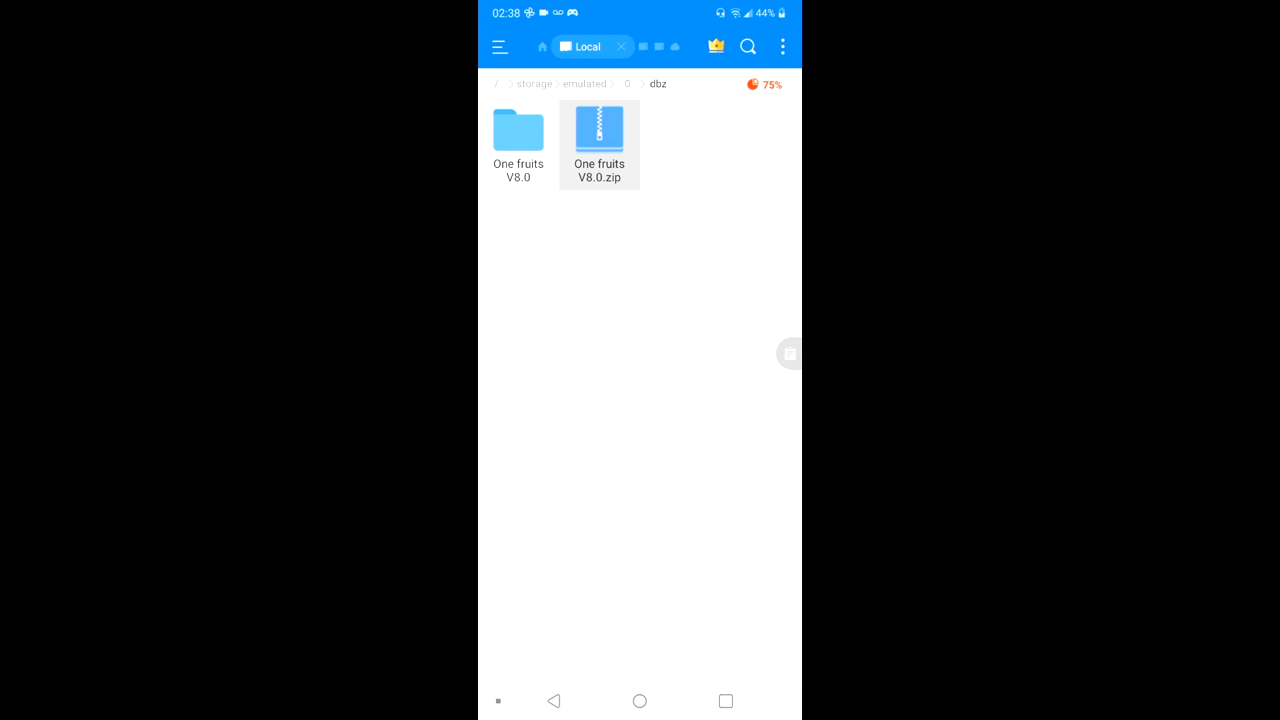 02:38 44%
Local
/ storage emulated 0 dbz 75%
One fruits
V8.0
One fruits
V8.0.zip